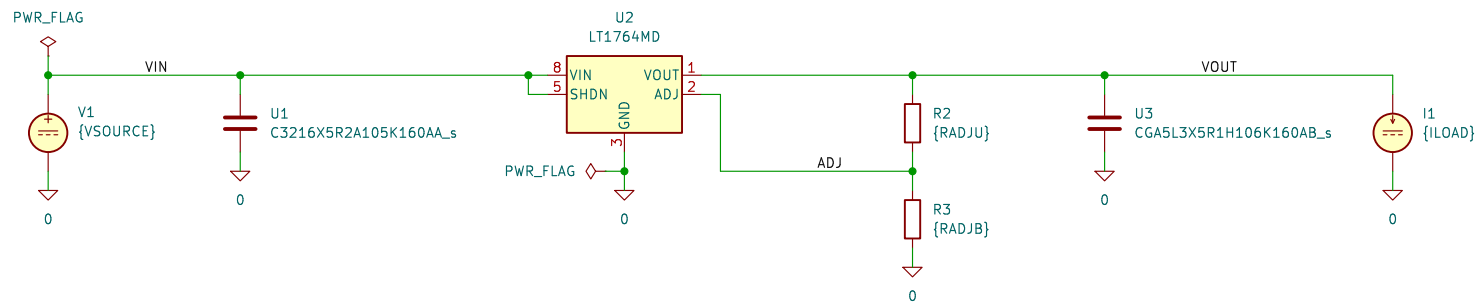 PWR_FLAG
U2
LT1764MD
VIN
8
VIN
VOUT
1
VOUT
5
SHDN
ADJ
2
GND
3
V1
{VSOURCE}
U1
C3216X5R2A105K160AA_s
R2
{RADJU}
U3
CGA5L3X5R1H106K160AB_s
I1
{ILOAD}
PWR_FLAG
ADJ
0
0
0
0
0
R3
{RADJB}
0